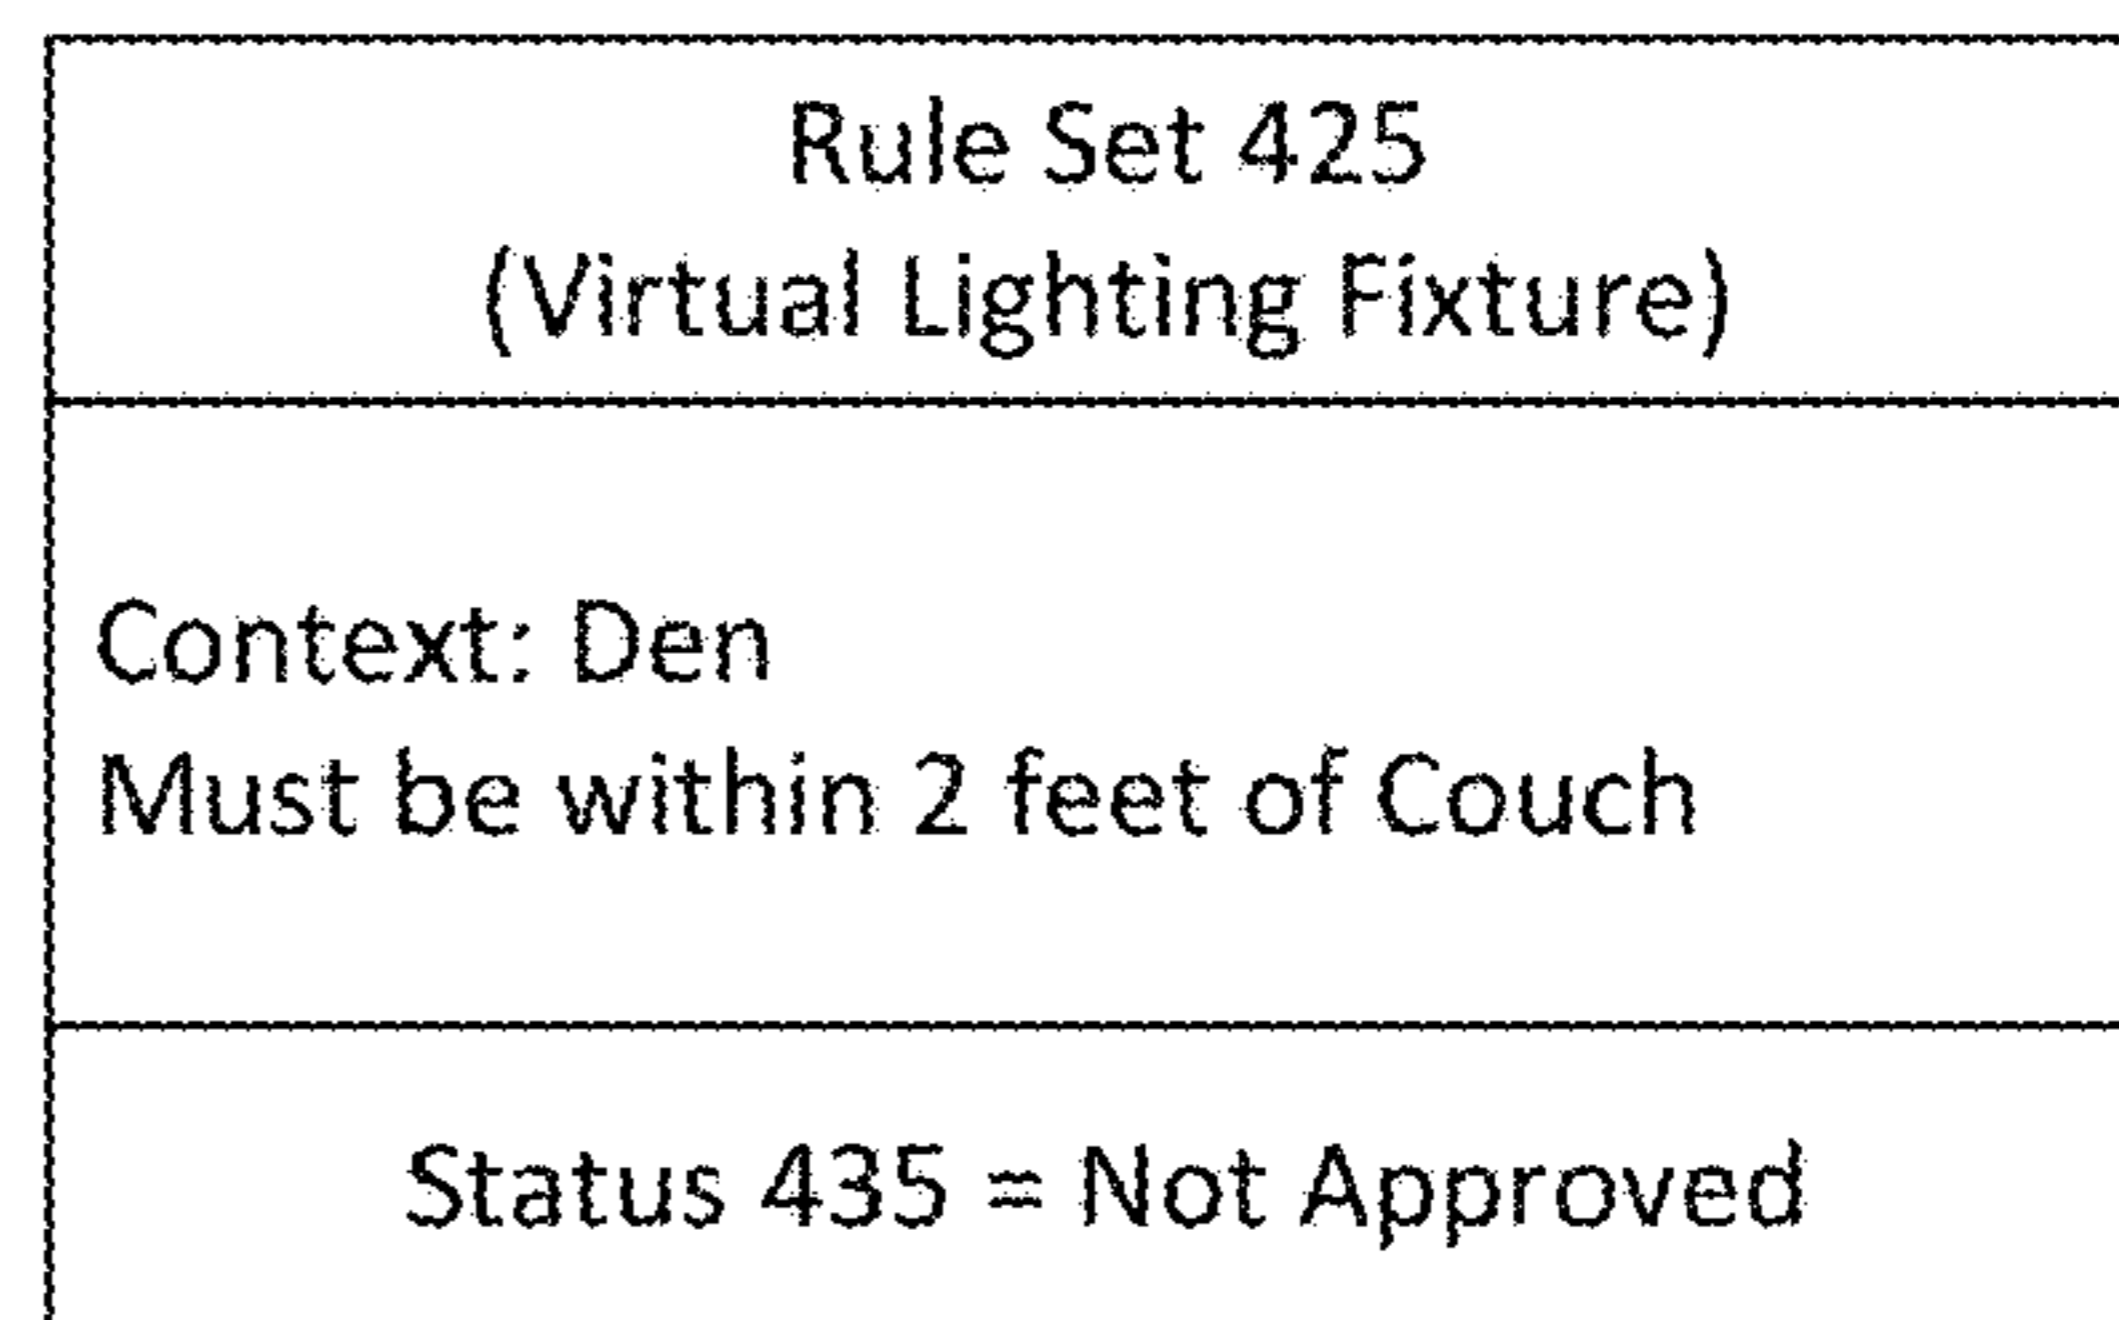 Rule Set 425
(Virtual Lighting Fixture)
Context: Den
Must be within 2 feet of Couch
Status 435 = Not Approved